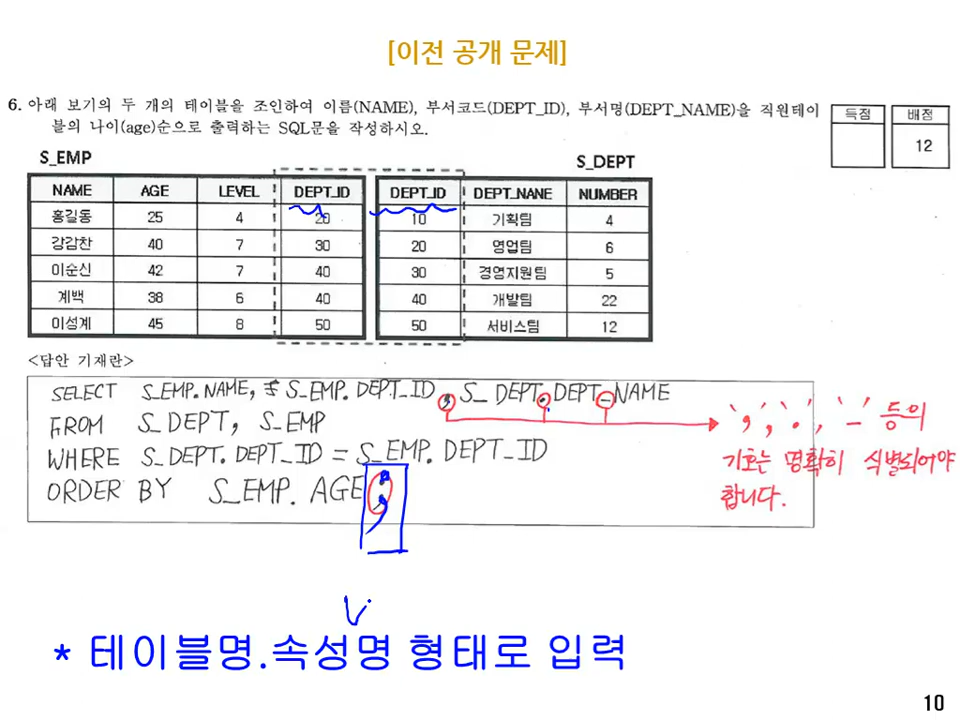 [이전 공개 문제]
6. 아래 보기의 두 개의 테이블을 조인하여 이름(NAME), 부서코드(DEPT_ID), 부서명(DEPT_NAME)을 직원테이
블의 나이(age)순으로 출력하는 SQL문을 작성하시오.
득점 배점
12
S_EMP S_DEPT
NAME AGE LEVEL DEPT_ID DEPT_ID DEPT_NANE NUMBER
홍길동 25 4 20 10 기획팀 4
강감찬 40 7 30 20 영업팀 6
이순신 42 7 40 30 경영지원팀 5
계백 38 6 40 40 개발팀 22
이성계 45 8 50 50 서비스팀 12
<답안 기재란>
SELECT S_EMP.NAME, S_EMP.DEPT_ID, S_DEPT.DEPT_NAME
FROM S_DEPT, S_EMP
WHERE S_DEPT.DEPT_ID = S_EMP.DEPT_ID
ORDER BY S_EMP.AGE;
',', ';', '.', '_' 등의
기호는 명확히 식별되어야
합니다.
* 테이블명.속성명 형태로 입력
10